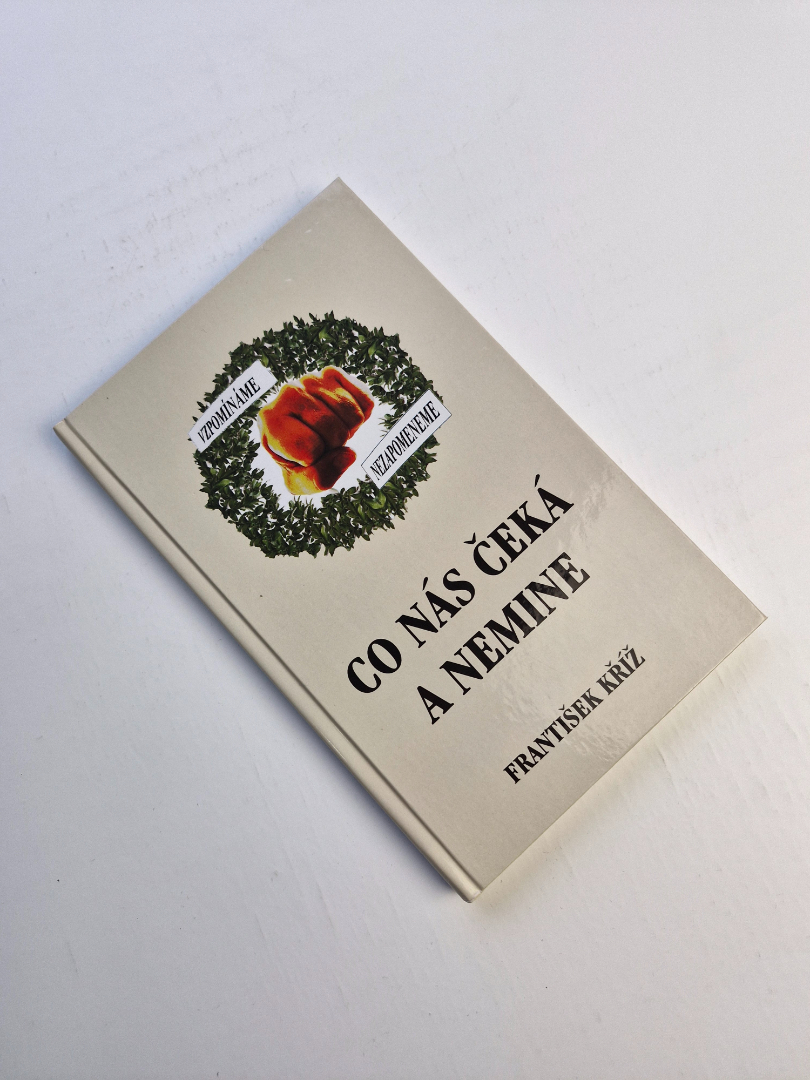 VZPOMÍNÁME
NEZAPOMENEME
CO NÁS ČEKÁ
A NEMINE
FRANTIŠEK KŘÍŽ